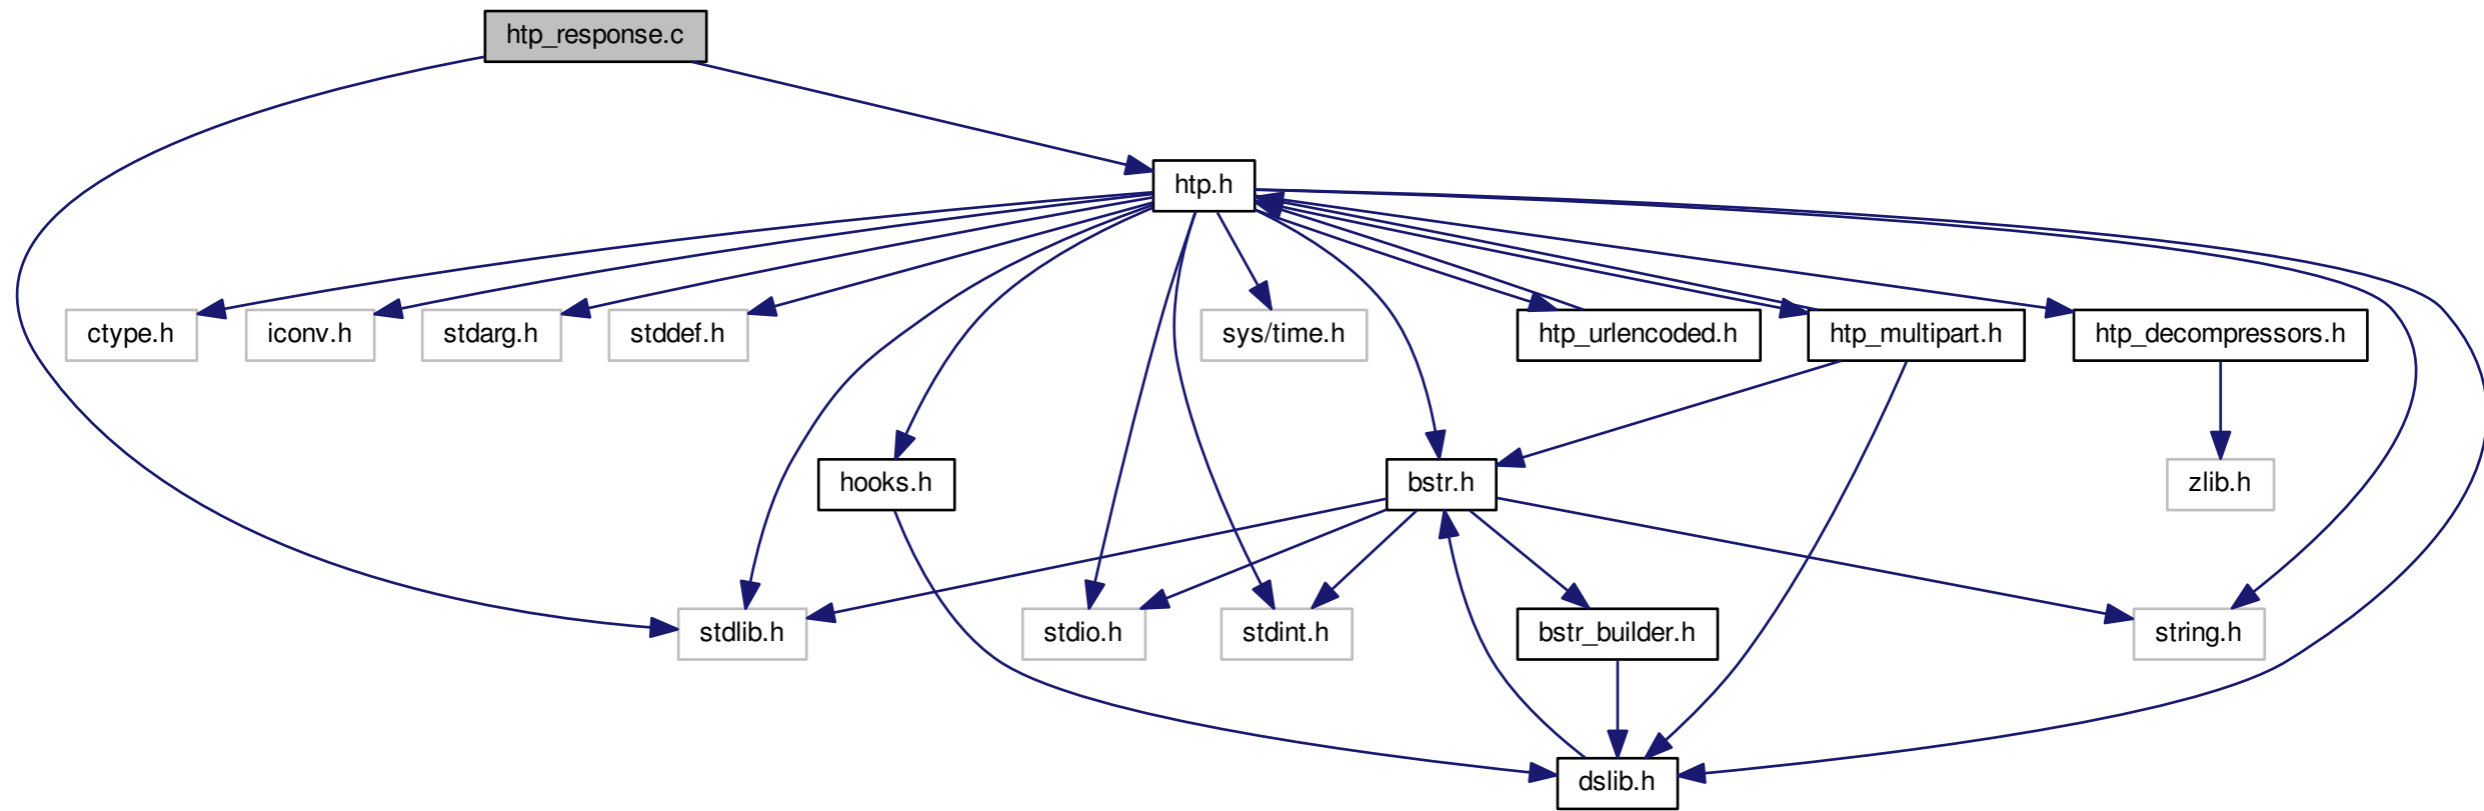 htp_response.c
htp.h
ctype.h
iconv.h
stdarg.h
stddef.h
sys/time.h
htp_urlencoded.h
htp_multipart.h
htp_decompressors.h
hooks.h
bstr.h
zlib.h
stdlib.h
stdio.h
stdint.h
bstr_builder.h
string.h
dslib.h